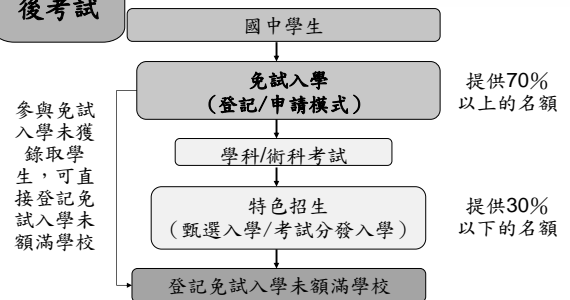 後考試
國中學生
免試入學
（登記/申請模式）
提供70%
以上的名額
參與免試
入學未獲
錄取學
生，可直
接登記免
試入學未
額滿學校
學科/術科考試
特色招生
（甄選入學/考試分發入學）
提供30%
以下的名額
登記免試入學未額滿學校